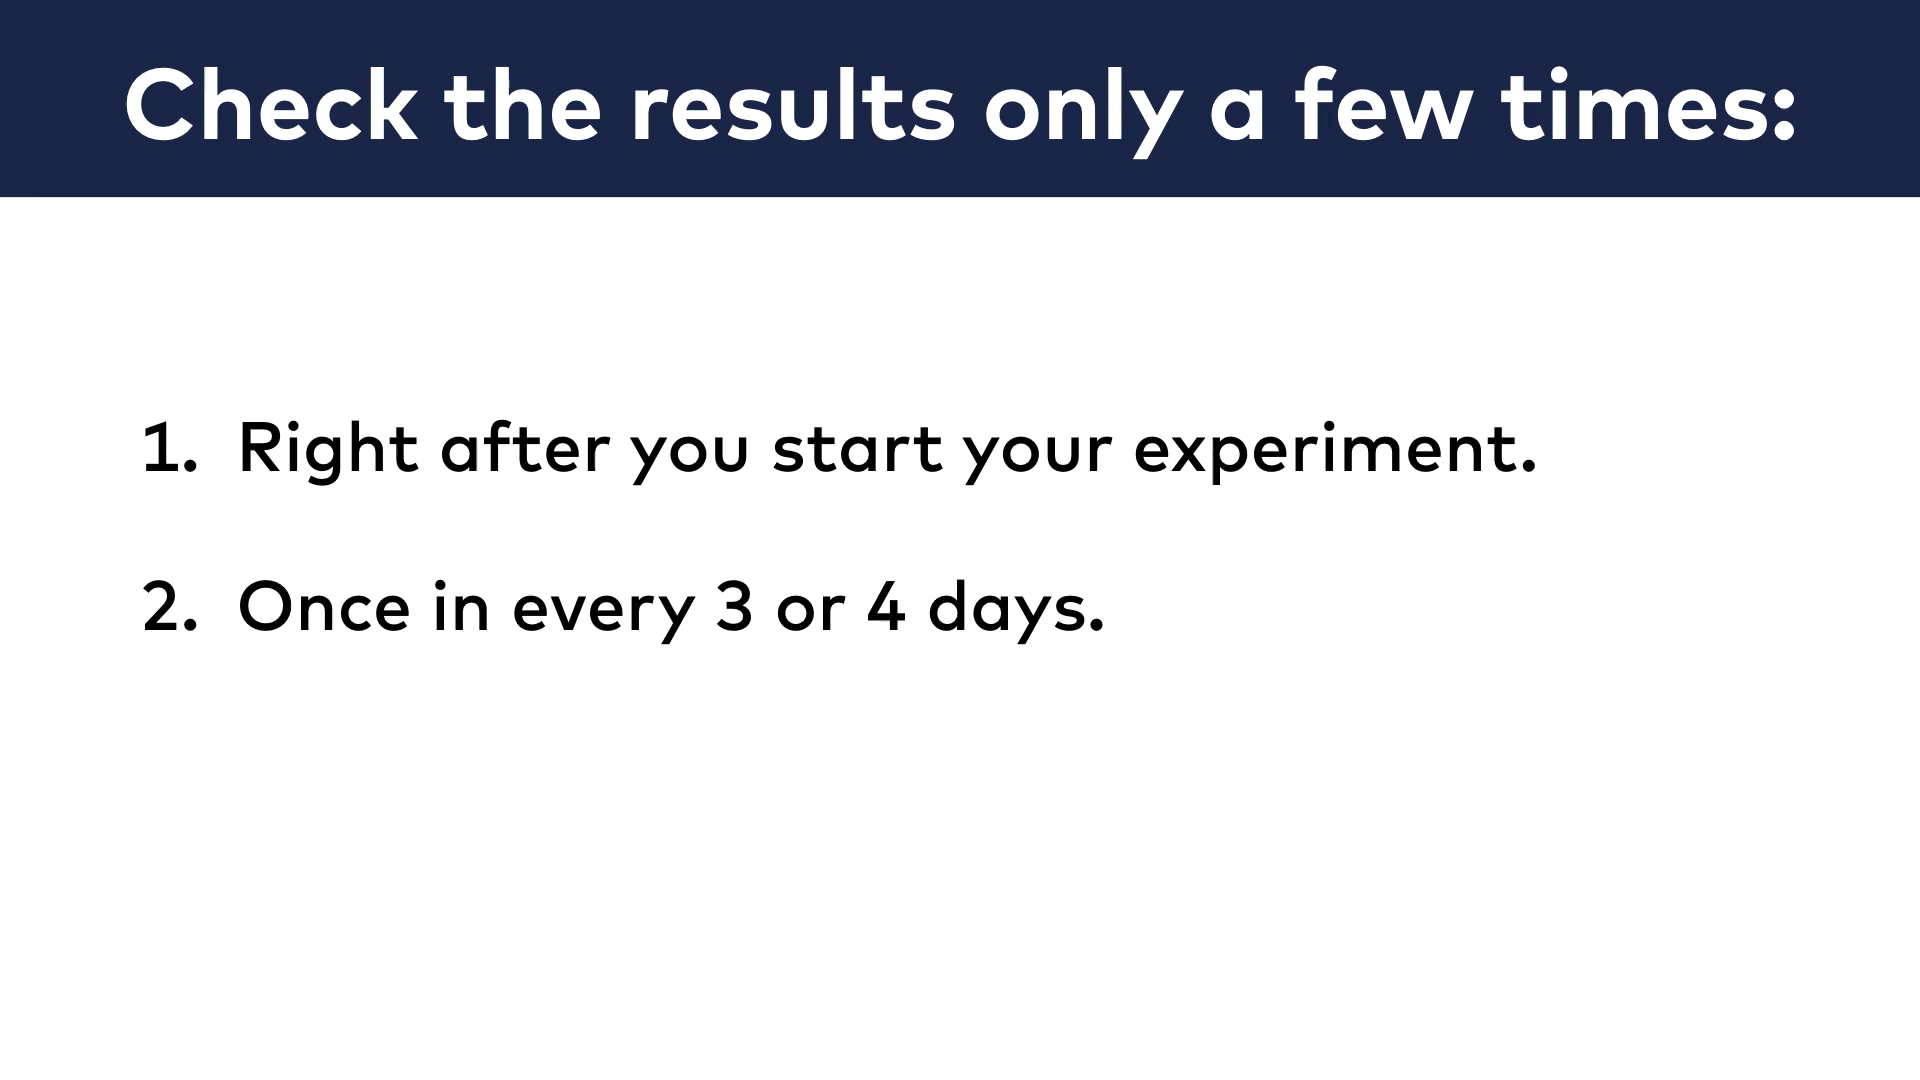 Check the results only a few times:
1. Right after you start your experiment.
2. Once in every 3 or 4 days.